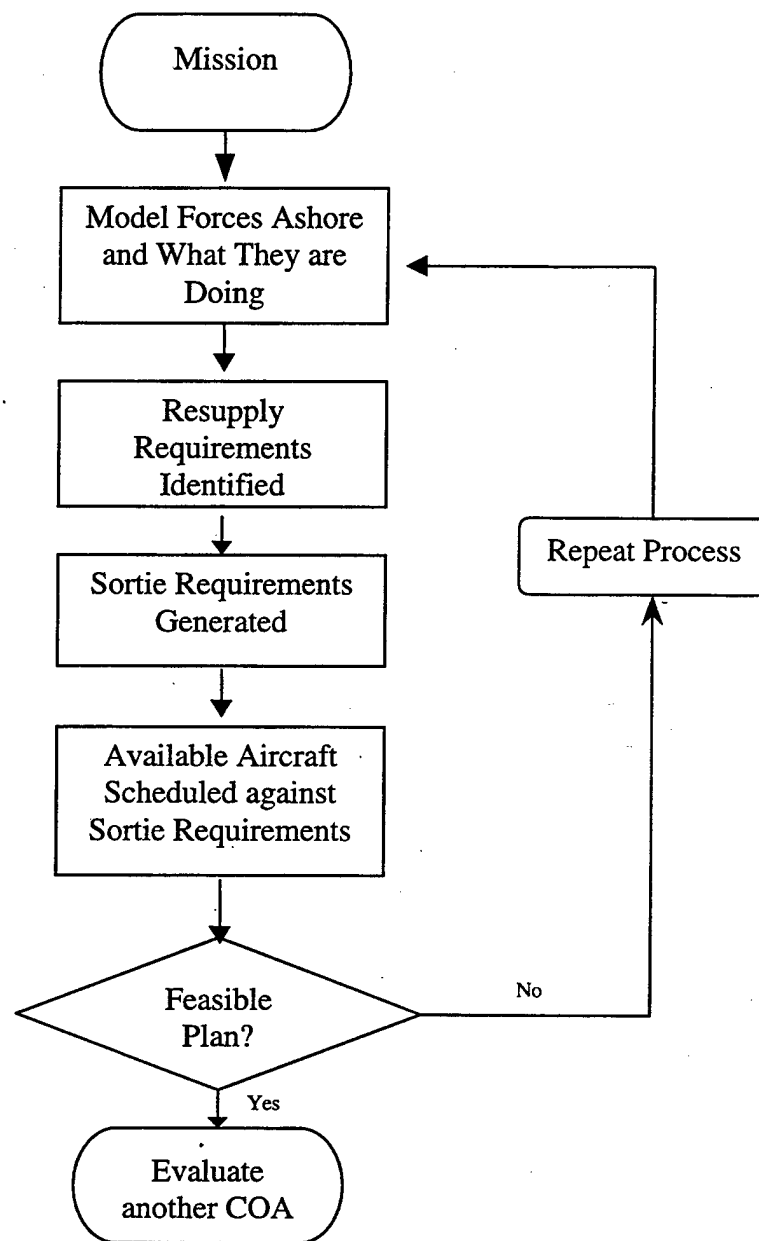 Mission
Model Forces Ashore
and What They are
Doing
Resupply
Requirements
Identified
Repeat Process
Sortie Requirements
Generated
Available Aircraft
Scheduled against
Sortie Requirements
Feasible
Plan?
No
Yes
Evaluate
another COA